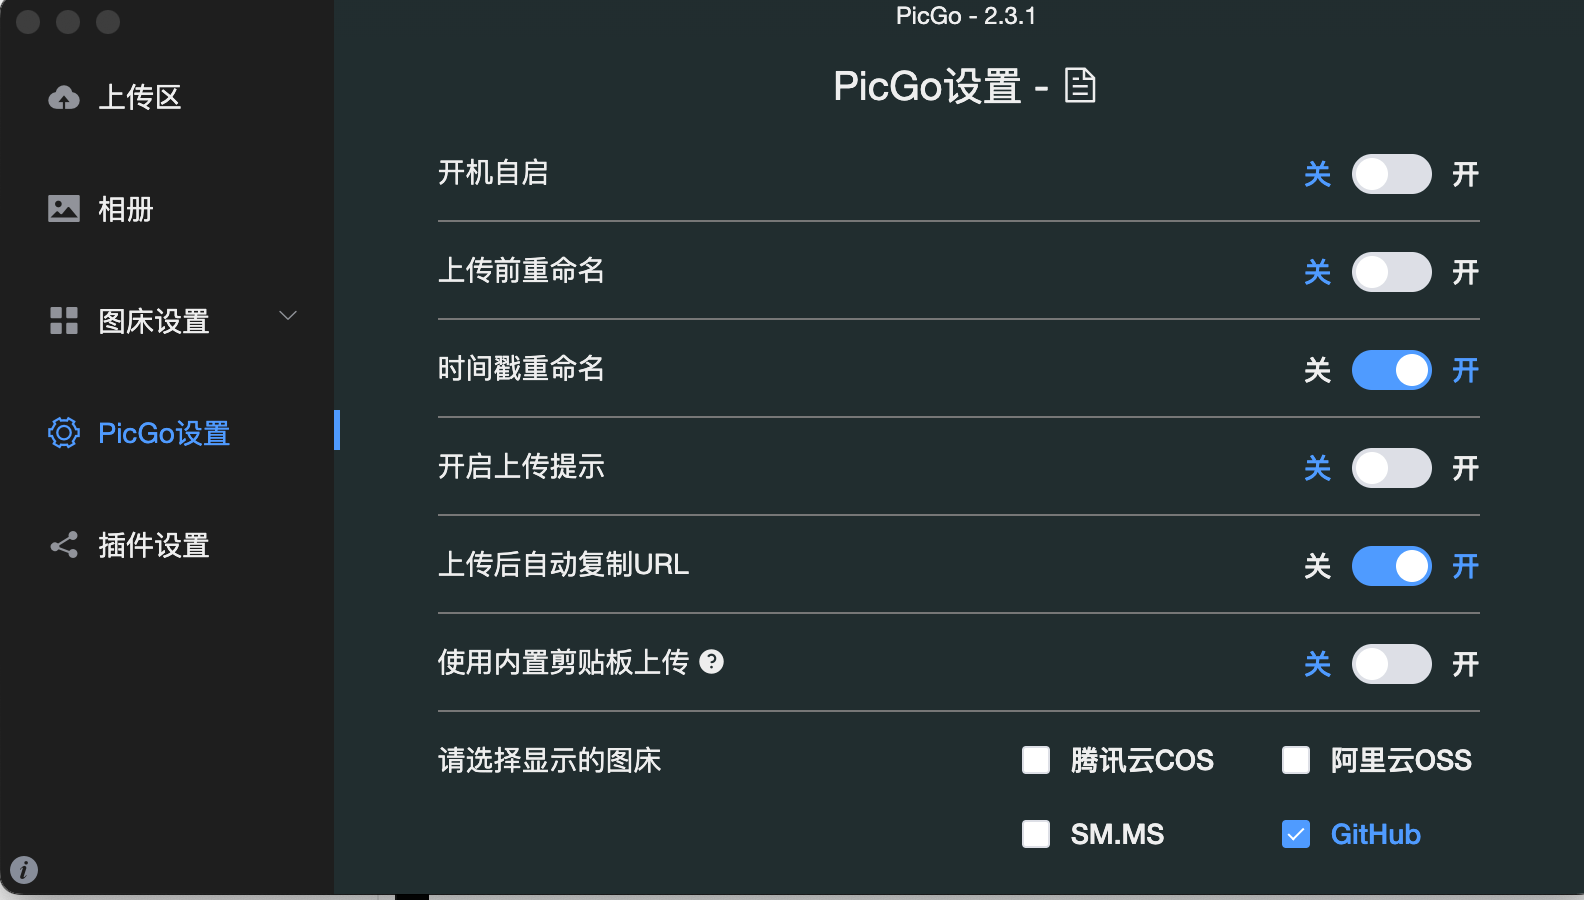 PicGo - 2.3.1
上传区
相册
图床设置
PicGo设置
插件设置
PicGo设置 -
开机自启 关 开
上传前重命名 关 开
时间戳重命名 关 开
开启上传提示 关 开
上传后自动复制URL 关 开
使用内置剪贴板上传 ? 关 开
请选择显示的图床 腾讯云COS 阿里云OSS
SM.MS GitHub
i